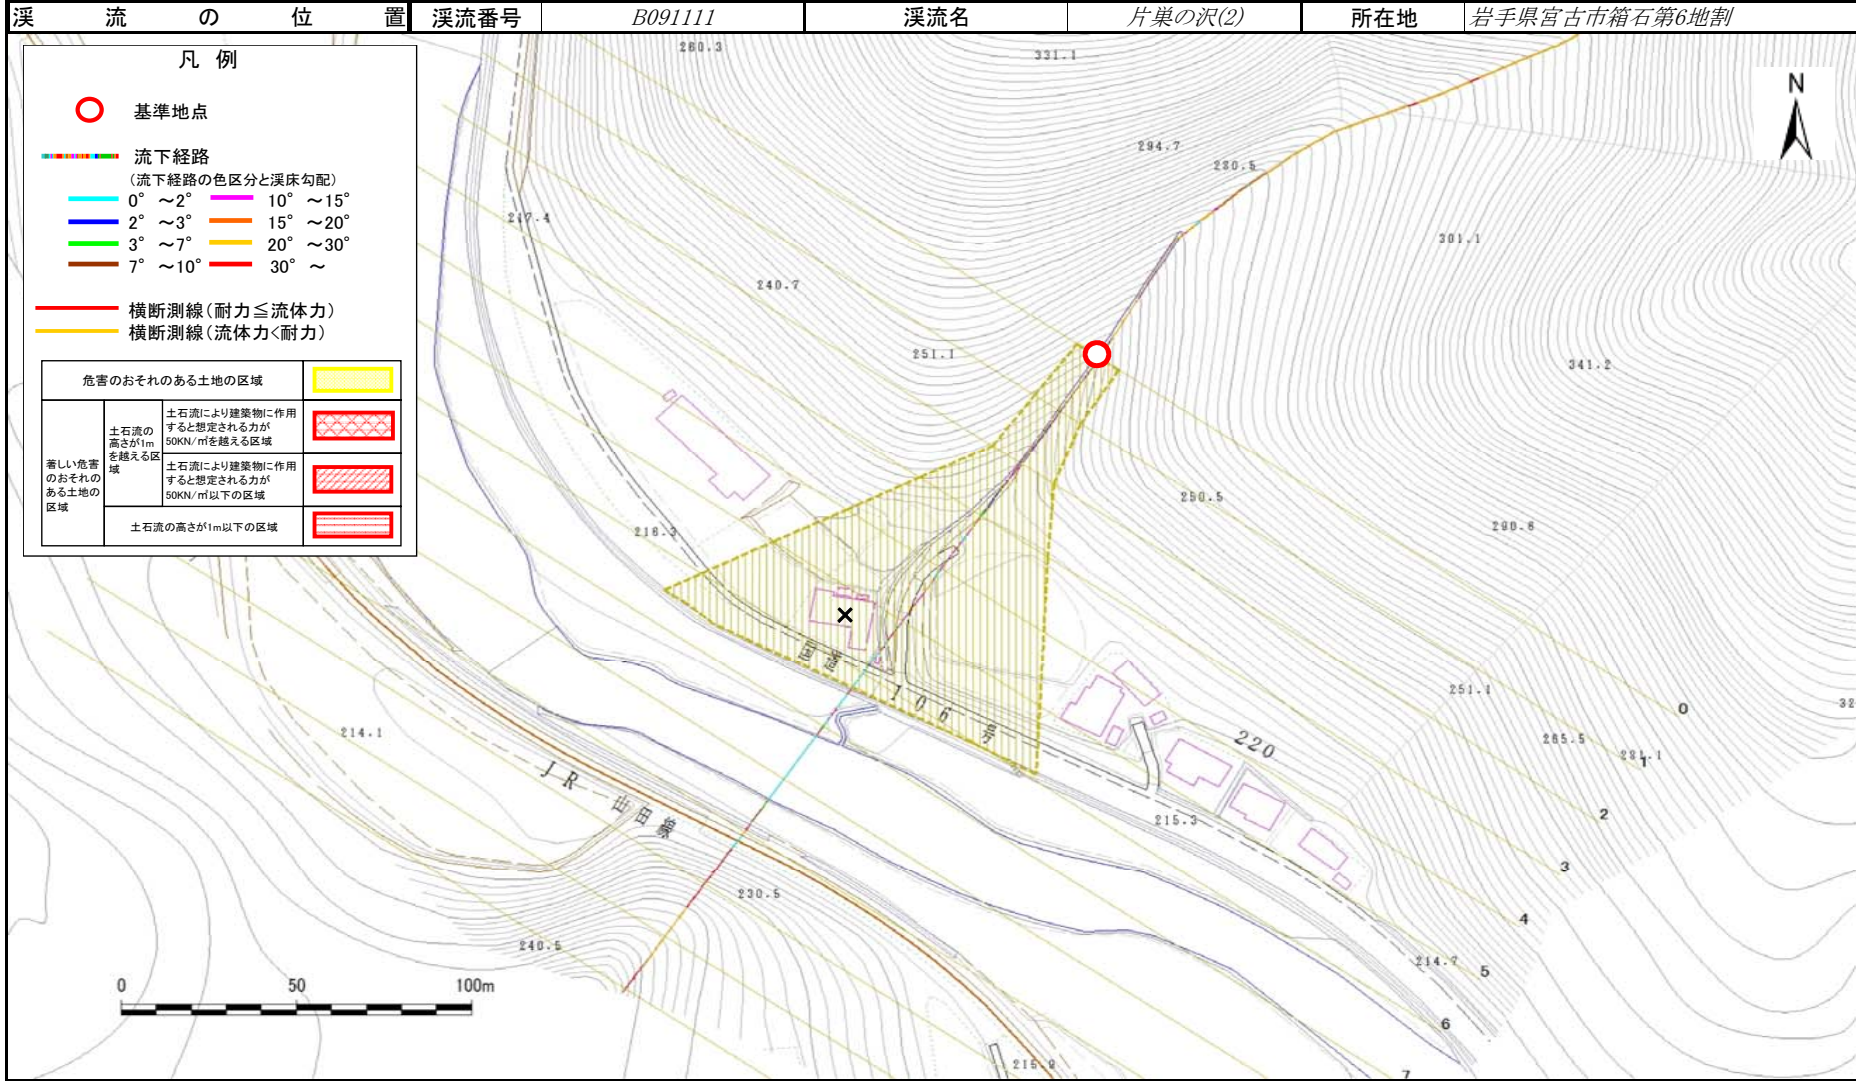 渓流の位置 渓流番号 B091111 渓流名 片巣の沢(2) 所在地 岩手県宮古市箱石第6地割
凡 例
基準地点
流下経路
(流下経路の色区分と渓床勾配)
0° ～2° 10° ～15°
2° ～3° 15° ～20°
3° ～7° 20° ～30°
7° ～10° 30° ～
横断測線(耐力≦流体力)
横断測線(流体力<耐力)
危害のおそれのある土地の区域
著しい危害
のおそれの
ある土地の
区域
土石流の
高さが1m
を越える区
域
土石流により建築物に作用
すると想定される力が
50KN/㎡を越える区域
土石流により建築物に作用
すると想定される力が
50KN/㎡以下の区域
土石流の高さが1m以下の区域
N
260.3
331.1
294.7
280.5
217.4
301.1
240.7
251.1
341.2
250.5
290.6
216.3
251.1
265.5
281.1
32
214.1
220
215.3
230.5
240.5
214.7
215.9
国道106号
JR山田線
0
1
2
3
4
5
6
7
0 50 100m